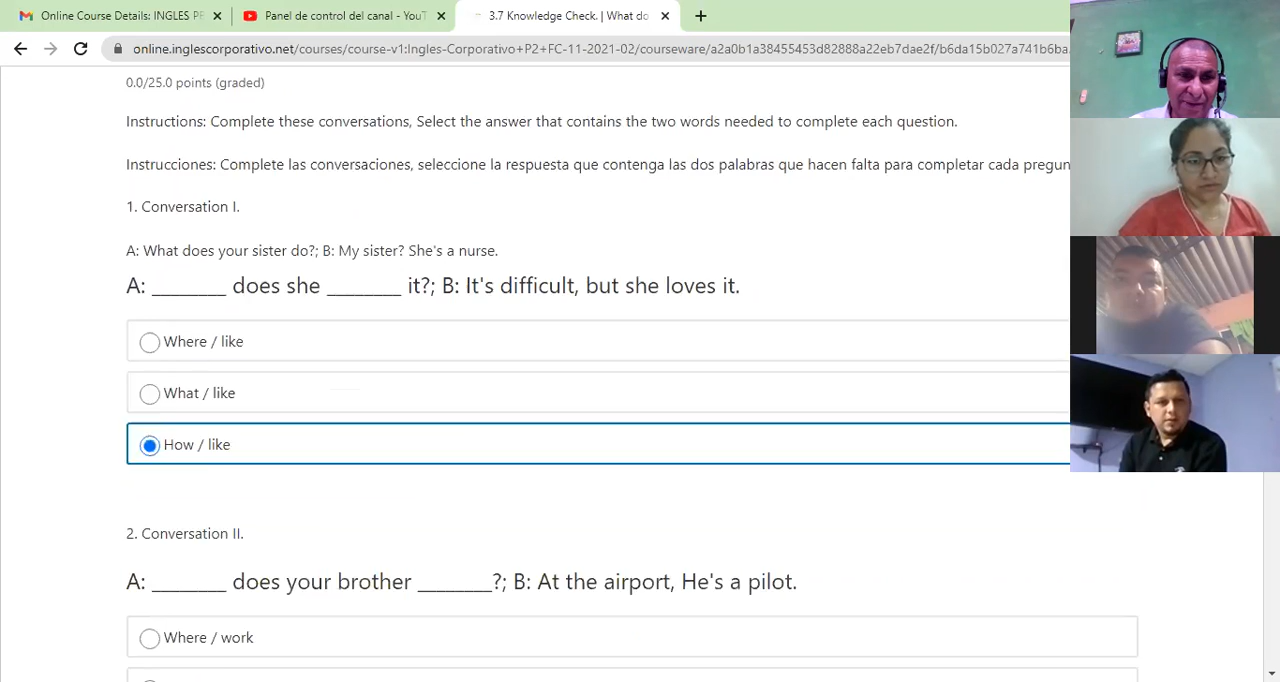 Online Course Details: INGLES PE
Panel de control del canal - YouT
3.7 Knowledge Check. | What do
online.inglescorporativo.net/courses/course-v1:Ingles-Corporativo+P2+FC-11-2021-02/courseware/a2a0b1a38455453d82888a22eb7dae2f/b6da15b027a741b6ba
0.0/25.0 points (graded)
Instructions: Complete these conversations, Select the answer that contains the two words needed to complete each question.
Instrucciones: Complete las conversaciones, seleccione la respuesta que contenga las dos palabras que hacen falta para completar cada pregun
1. Conversation I.
A: What does your sister do?; B: My sister? She's a nurse.
A: ________ does she ________ it?; B: It's difficult, but she loves it.
Where / like
What / like
How / like
2. Conversation II.
A: ________ does your brother ________?; B: At the airport, He's a pilot.
Where / work